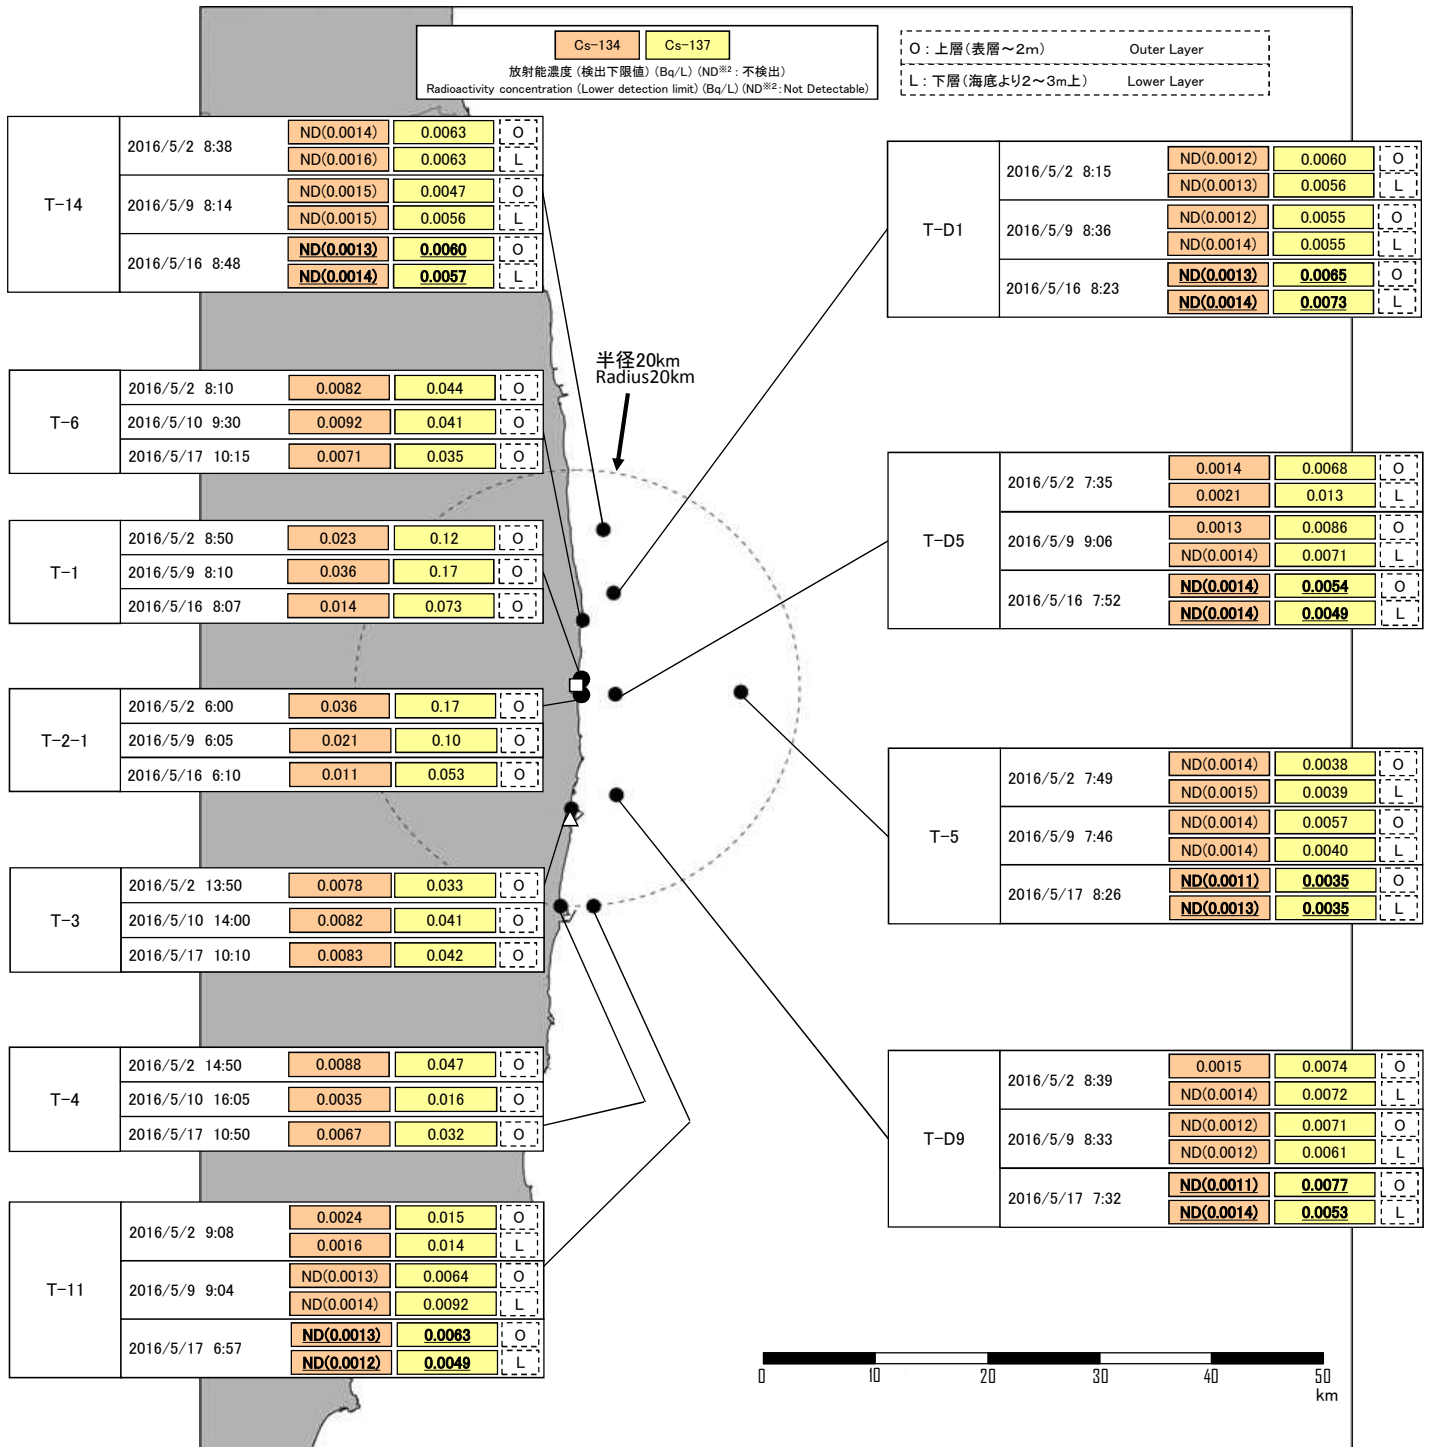 Cs-134 Cs-137
放射能濃度 (検出下限値) (Bq/L) (ND※2 : 不検出)
Radioactivity concentration (Lower detection limit) (Bq/L) (ND※2:Not Detectable)
O : 上層(表層～2m) Outer Layer
L : 下層(海底より2～3m上) Lower Layer
T-14
2016/5/2 8:38
ND(0.0014) 0.0063 O
ND(0.0016) 0.0063 L
2016/5/9 8:14
ND(0.0015) 0.0047 O
ND(0.0015) 0.0056 L
2016/5/16 8:48
ND(0.0013) 0.0060 O
ND(0.0014) 0.0057 L
T-6
2016/5/2 8:10 0.0082 0.044 O
2016/5/10 9:30 0.0092 0.041 O
2016/5/17 10:15 0.0071 0.035 O
T-1
2016/5/2 8:50 0.023 0.12 O
2016/5/9 8:10 0.036 0.17 O
2016/5/16 8:07 0.014 0.073 O
T-2-1
2016/5/2 6:00 0.036 0.17 O
2016/5/9 6:05 0.021 0.10 O
2016/5/16 6:10 0.011 0.053 O
T-3
2016/5/2 13:50 0.0078 0.033 O
2016/5/10 14:00 0.0082 0.041 O
2016/5/17 10:10 0.0083 0.042 O
T-4
2016/5/2 14:50 0.0088 0.047 O
2016/5/10 16:05 0.0035 0.016 O
2016/5/17 10:50 0.0067 0.032 O
T-11
2016/5/2 9:08
0.0024 0.015 O
0.0016 0.014 L
2016/5/9 9:04
ND(0.0013) 0.0064 O
ND(0.0014) 0.0092 L
2016/5/17 6:57
ND(0.0013) 0.0063 O
ND(0.0012) 0.0049 L
半径20km
Radius20km
T-D1
2016/5/2 8:15
ND(0.0012) 0.0060 O
ND(0.0013) 0.0056 L
2016/5/9 8:36
ND(0.0012) 0.0055 O
ND(0.0014) 0.0055 L
2016/5/16 8:23
ND(0.0013) 0.0065 O
ND(0.0014) 0.0073 L
T-D5
2016/5/2 7:35
0.0014 0.0068 O
0.0021 0.013 L
2016/5/9 9:06
0.0013 0.0086 O
ND(0.0014) 0.0071 L
2016/5/16 7:52
ND(0.0014) 0.0054 O
ND(0.0014) 0.0049 L
T-5
2016/5/2 7:49
ND(0.0014) 0.0038 O
ND(0.0015) 0.0039 L
2016/5/9 7:46
ND(0.0014) 0.0057 O
ND(0.0014) 0.0040 L
2016/5/17 8:26
ND(0.0011) 0.0035 O
ND(0.0013) 0.0035 L
T-D9
2016/5/2 8:39
0.0015 0.0074 O
ND(0.0014) 0.0072 L
2016/5/9 8:33
ND(0.0012) 0.0071 O
ND(0.0012) 0.0061 L
2016/5/17 7:32
ND(0.0011) 0.0077 O
ND(0.0014) 0.0053 L
0 10 20 30 40 50
km